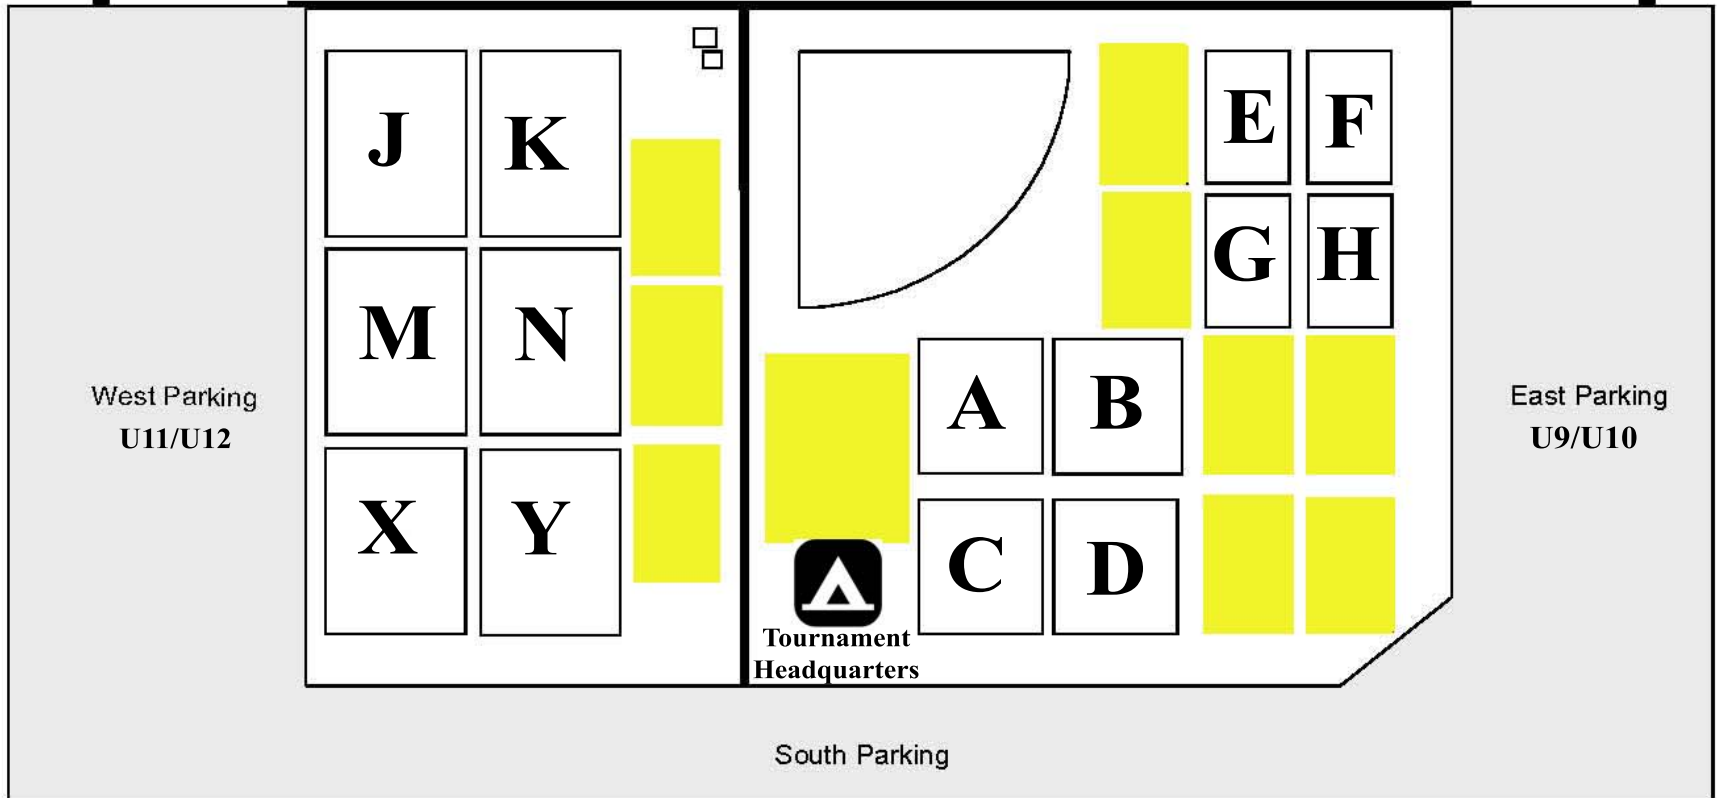 J K
M N
X Y
West Parking
U11/U12
E F
G H
A B
C D
Tournament
Headquarters
East Parking
U9/U10
South Parking